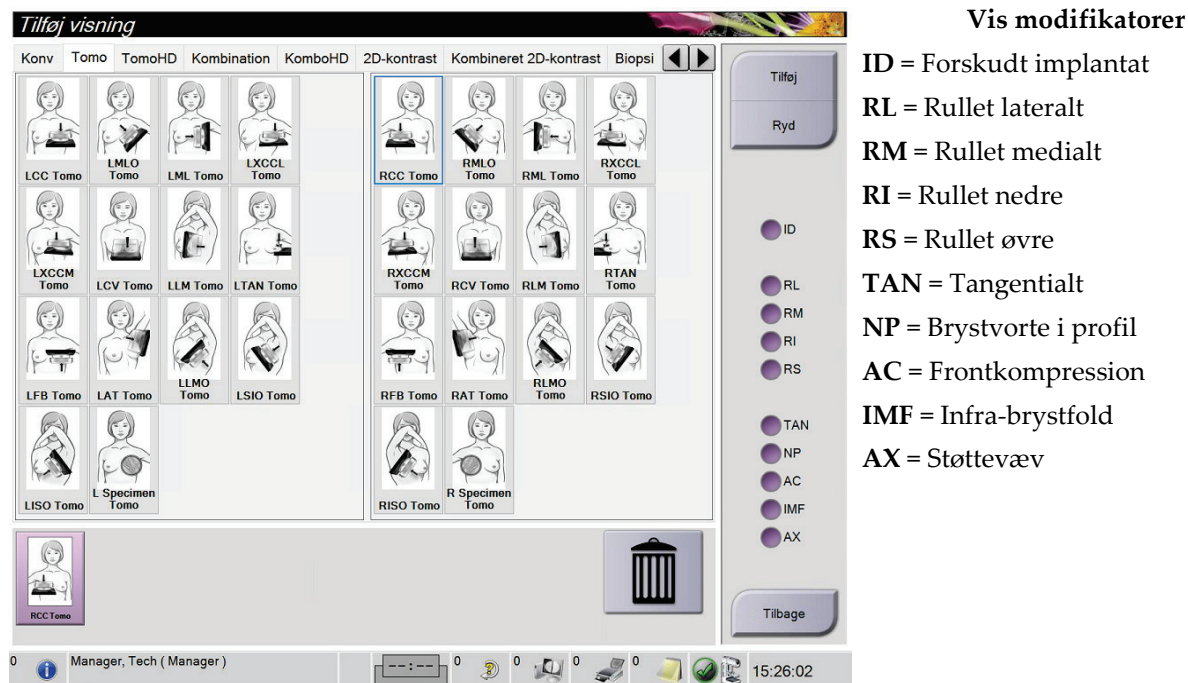 Tilføj visning
Konv Tomo TomoHD Kombination KomboHD 2D-kontrast Kombineret 2D-kontrast Biopsi
LCC Tomo
LMLO
Tomo
LML Tomo
LXCCL
Tomo
RCC Tomo
RMLO
Tomo
RML Tomo
RXCCL
Tomo
LXCCM
Tomo
LCV Tomo
LLM Tomo
LTAN Tomo
RXCCM
Tomo
RCV Tomo
RLM Tomo
RTAN
Tomo
LFB Tomo
LAT Tomo
LLMO
Tomo
LSIO Tomo
RFB Tomo
RAT Tomo
RLMO
Tomo
RSIO Tomo
LISO Tomo
L Specimen
Tomo
RISO Tomo
R Specimen
Tomo
RCC Tomo
Tilføj
Ryd
ID
RL
RM
RI
RS
TAN
NP
AC
IMF
AX
Tilbage
0 Manager, Tech ( Manager ) --:-- 0 0 0 0 15:26:02
Vis modifikatorer
ID = Forskudt implantat
RL = Rullet lateralt
RM = Rullet medialt
RI = Rullet nedre
RS = Rullet øvre
TAN = Tangentialt
NP = Brystvorte i profil
AC = Frontkompression
IMF = Infra-brystfold
AX = Støttevæv